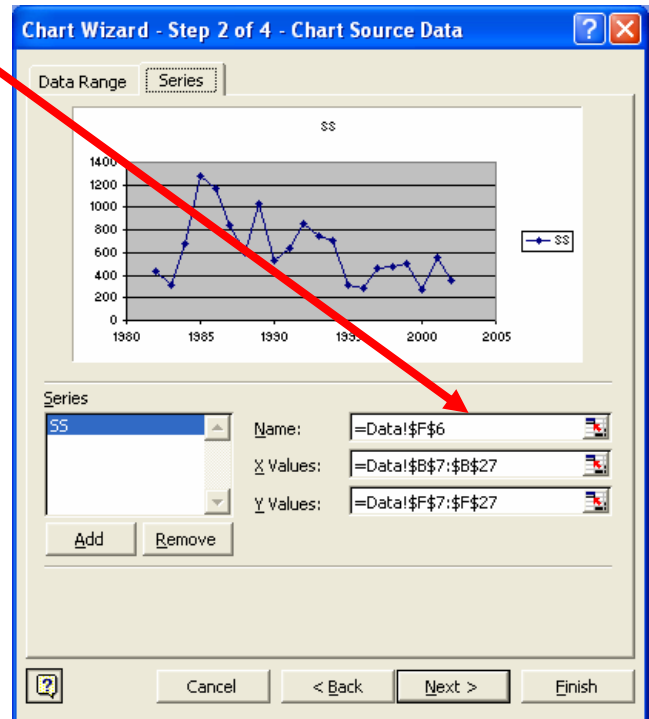 Chart Wizard - Step 2 of 4 - Chart Source Data
Data Range Series
SS
1400
1200
1000
800
600
400
200
0
1980 1985 1990 2000 2005
SS
Series
SS
Name: =Data!$F$6
X Values: =Data!$B$7:$B$27
Y Values: =Data!$F$7:$F$27
Add Remove
Cancel < Back Next > Finish